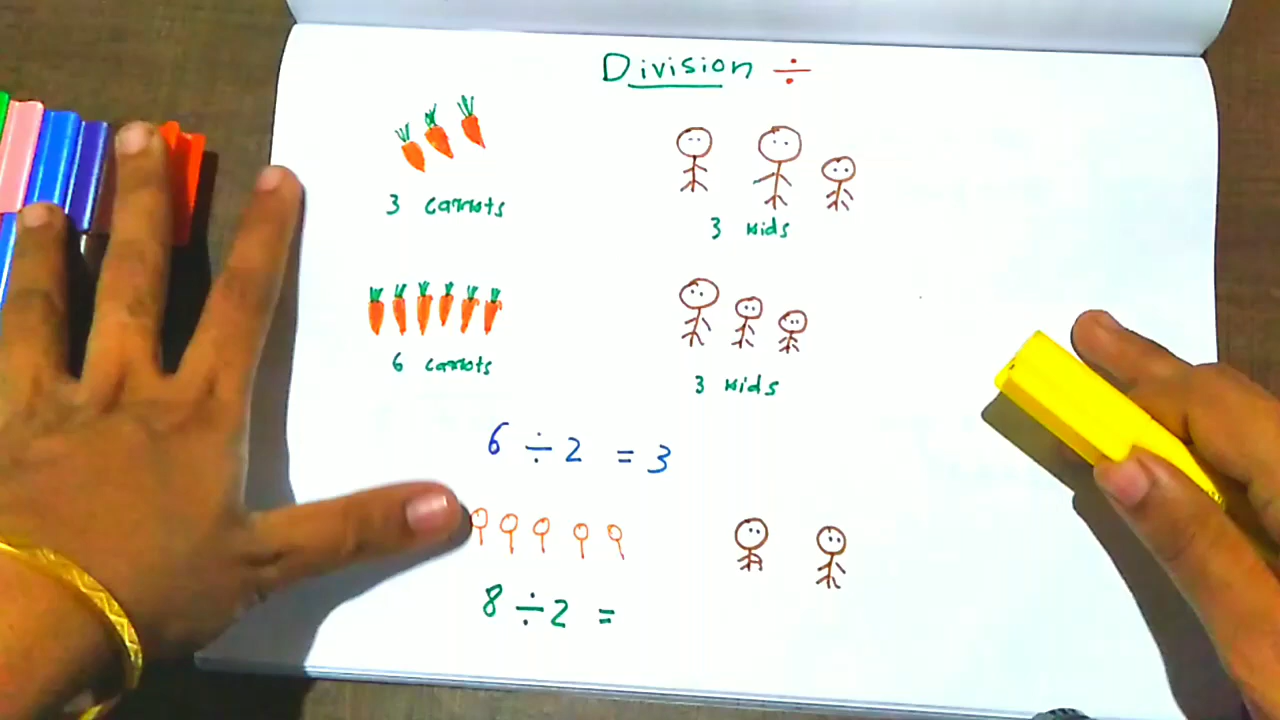 Division ÷
3 carrots
3 kids
6 carrots
3 kids
6 ÷ 2 = 3
8 ÷ 2 =